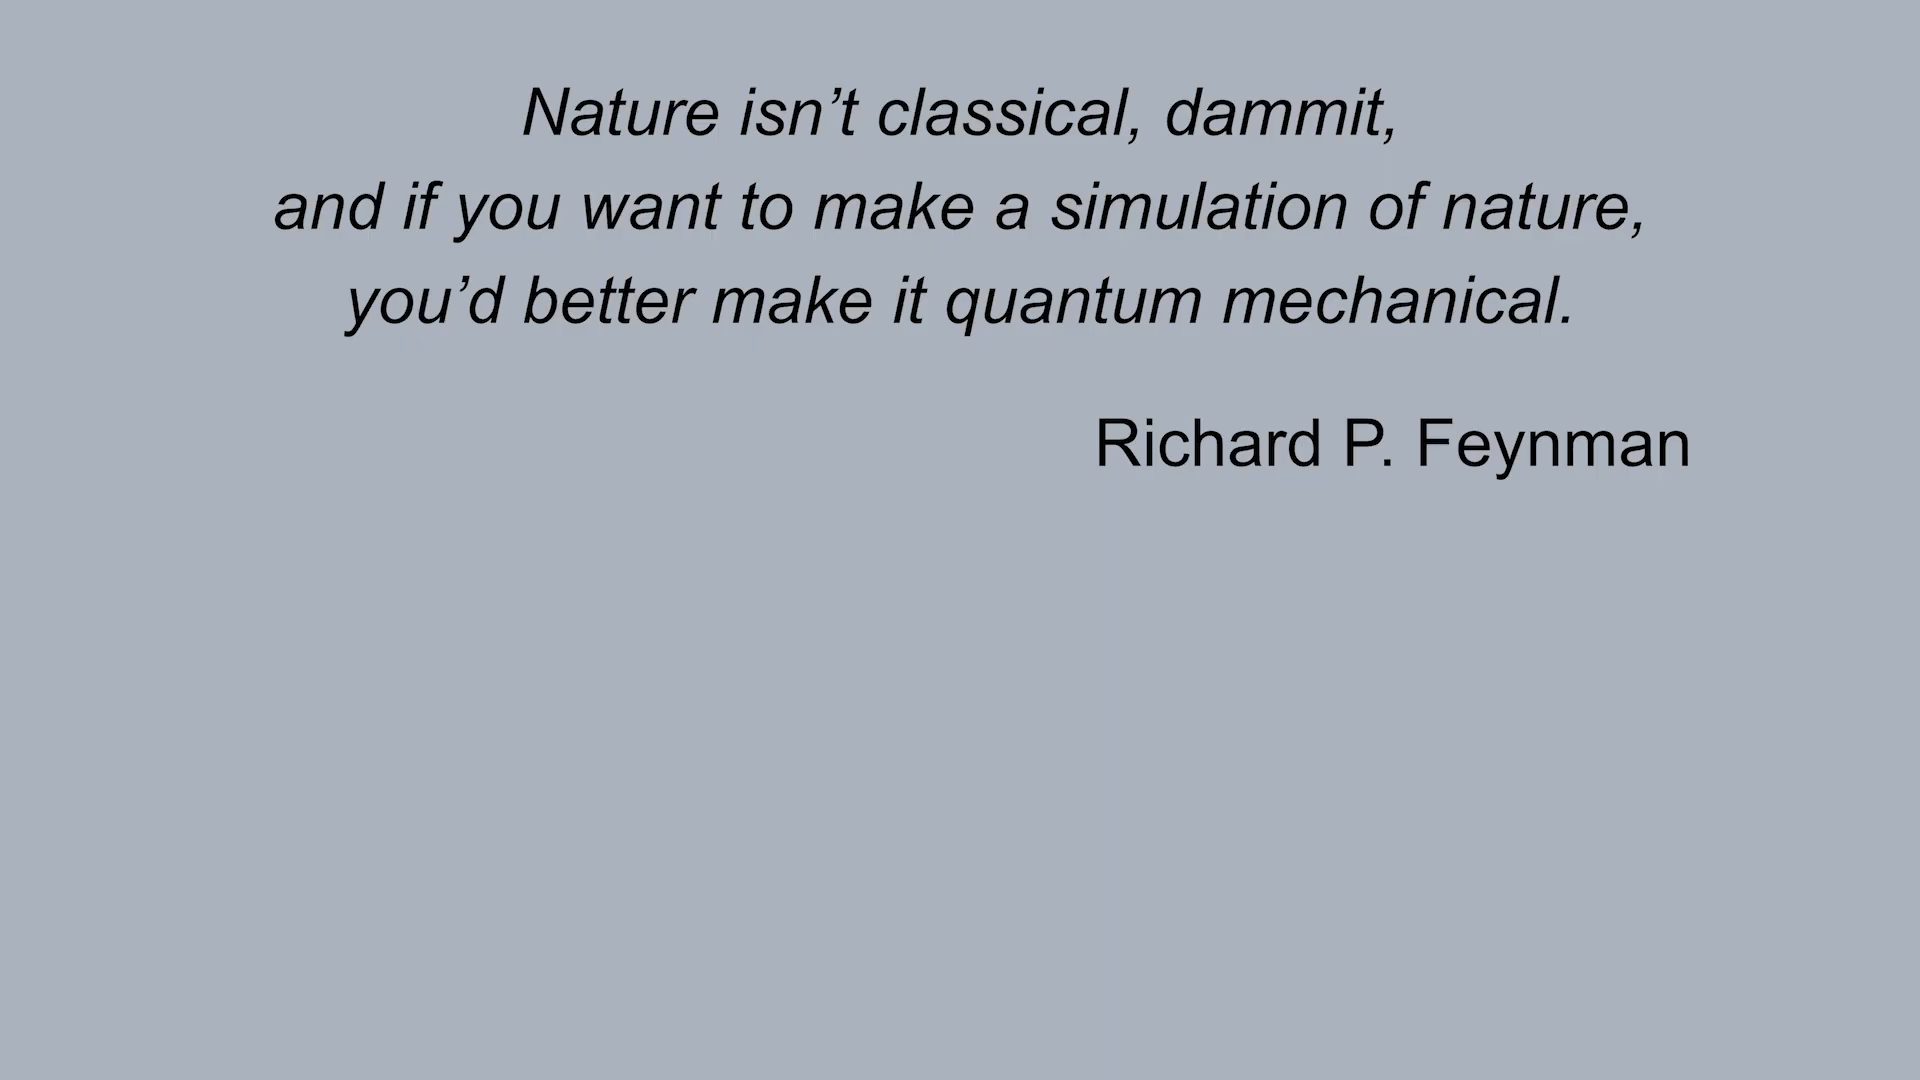 Nature isn’t classical, dammit,
and if you want to make a simulation of nature,
you’d better make it quantum mechanical.
Richard P. Feynman